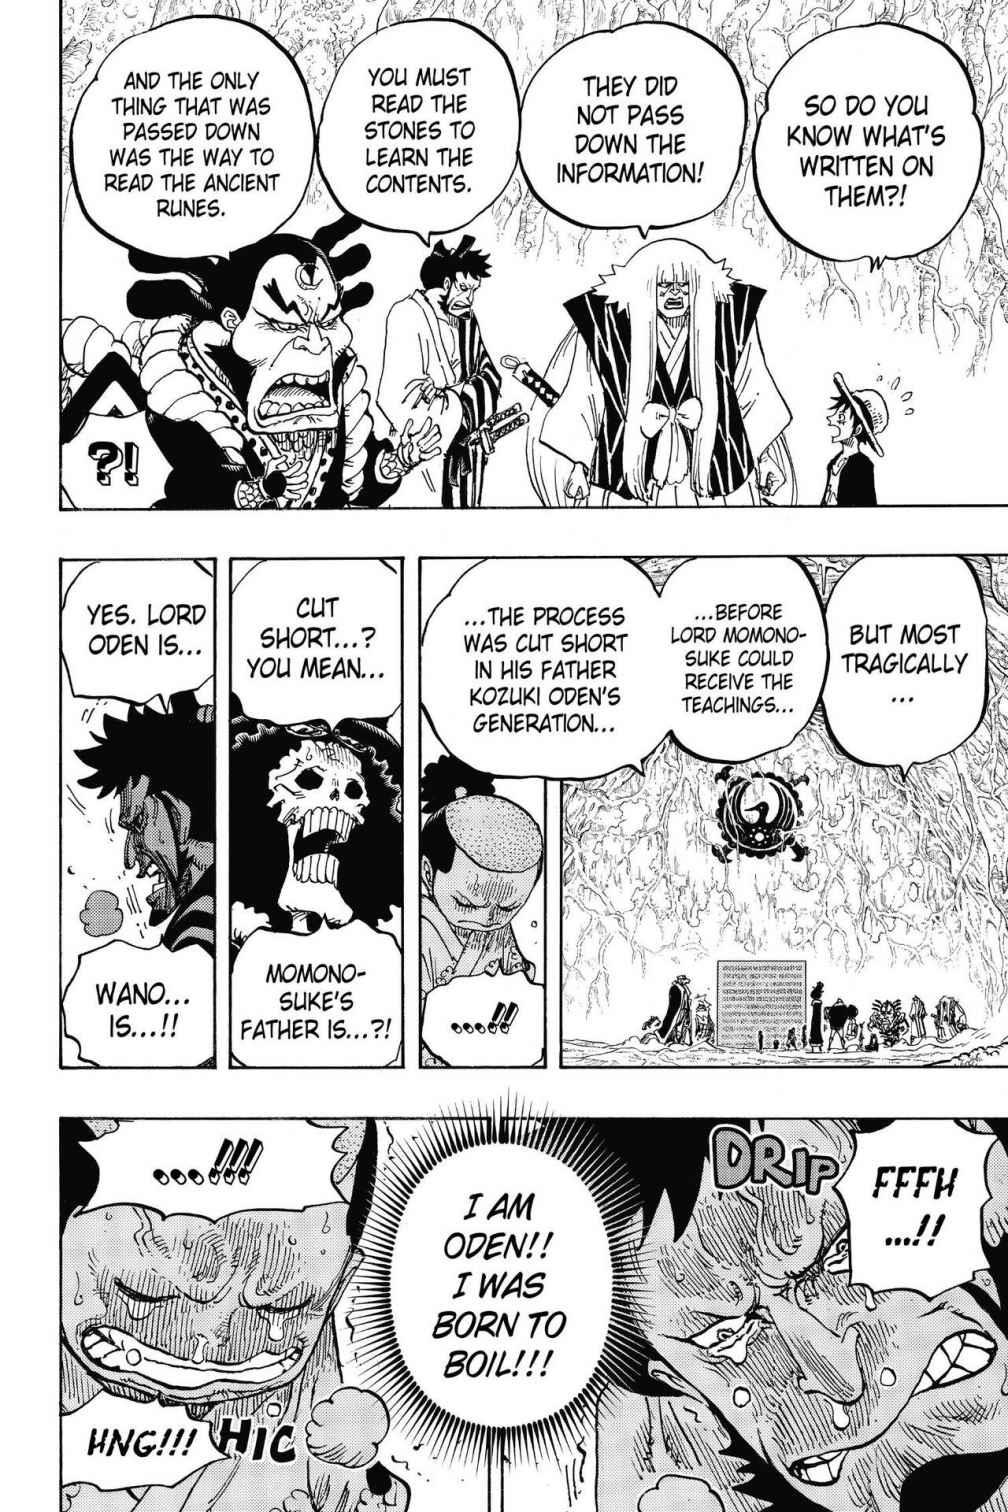 SO DO YOU
KNOW WHAT'S
WRITTEN ON
THEM?!
THEY DID
NOT PASS
DOWN THE
INFORMATION!
YOU MUST
READ THE
STONES TO
LEARN THE
CONTENTS.
AND THE ONLY
THING THAT WAS
PASSED DOWN
WAS THE WAY TO
READ THE ANCIENT
RUNES.
?!
BUT MOST
TRAGICALLY
...
...BEFORE
LORD MOMONO-
SUKE COULD
RECEIVE THE
TEACHINGS...
...THE PROCESS
WAS CUT SHORT
IN HIS FATHER
KOZUKI ODEN'S
GENERATION...
...!!
CUT
SHORT...?
YOU MEAN...
MOMONO-
SUKE'S
FATHER IS...?!
YES. LORD
ODEN IS...
WANO...
IS...!!
DRIP
FFFH
...!!
I AM
ODEN!!
I WAS
BORN TO
BOIL!!!
...!!!
HNG!!!
HIC